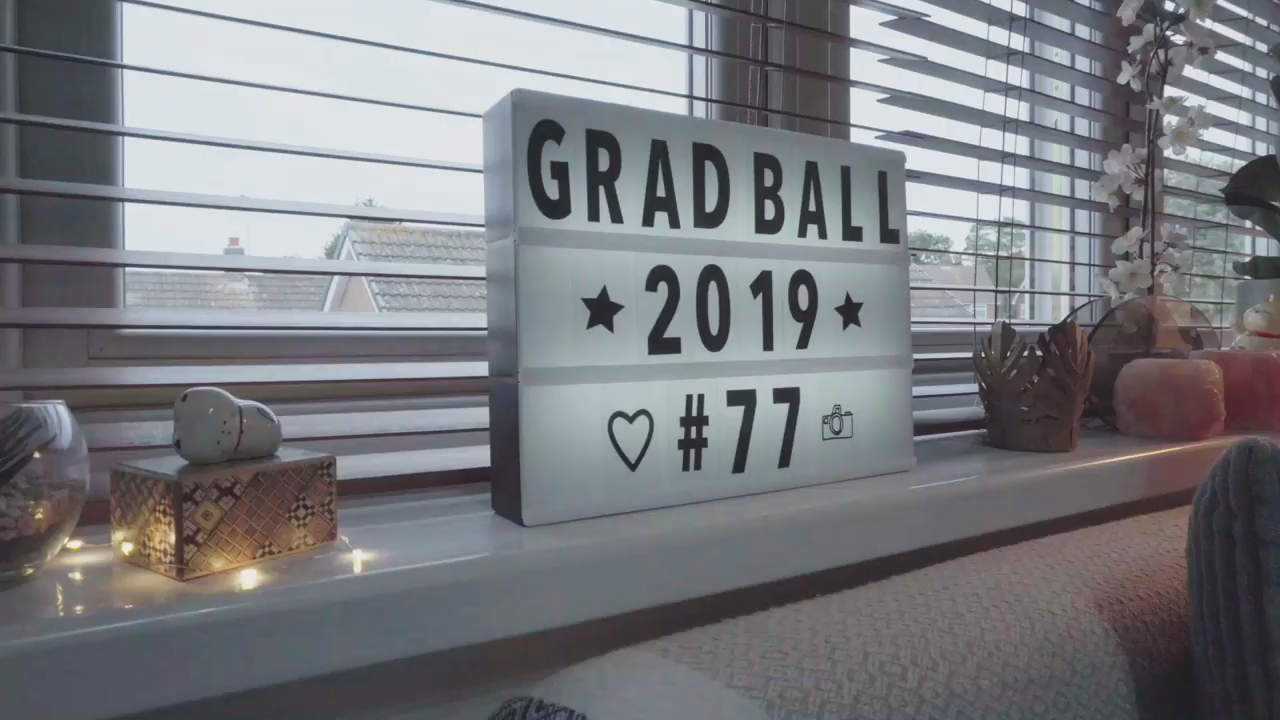 GRAD BALL
★ 2019 ★
♡ #77 📷